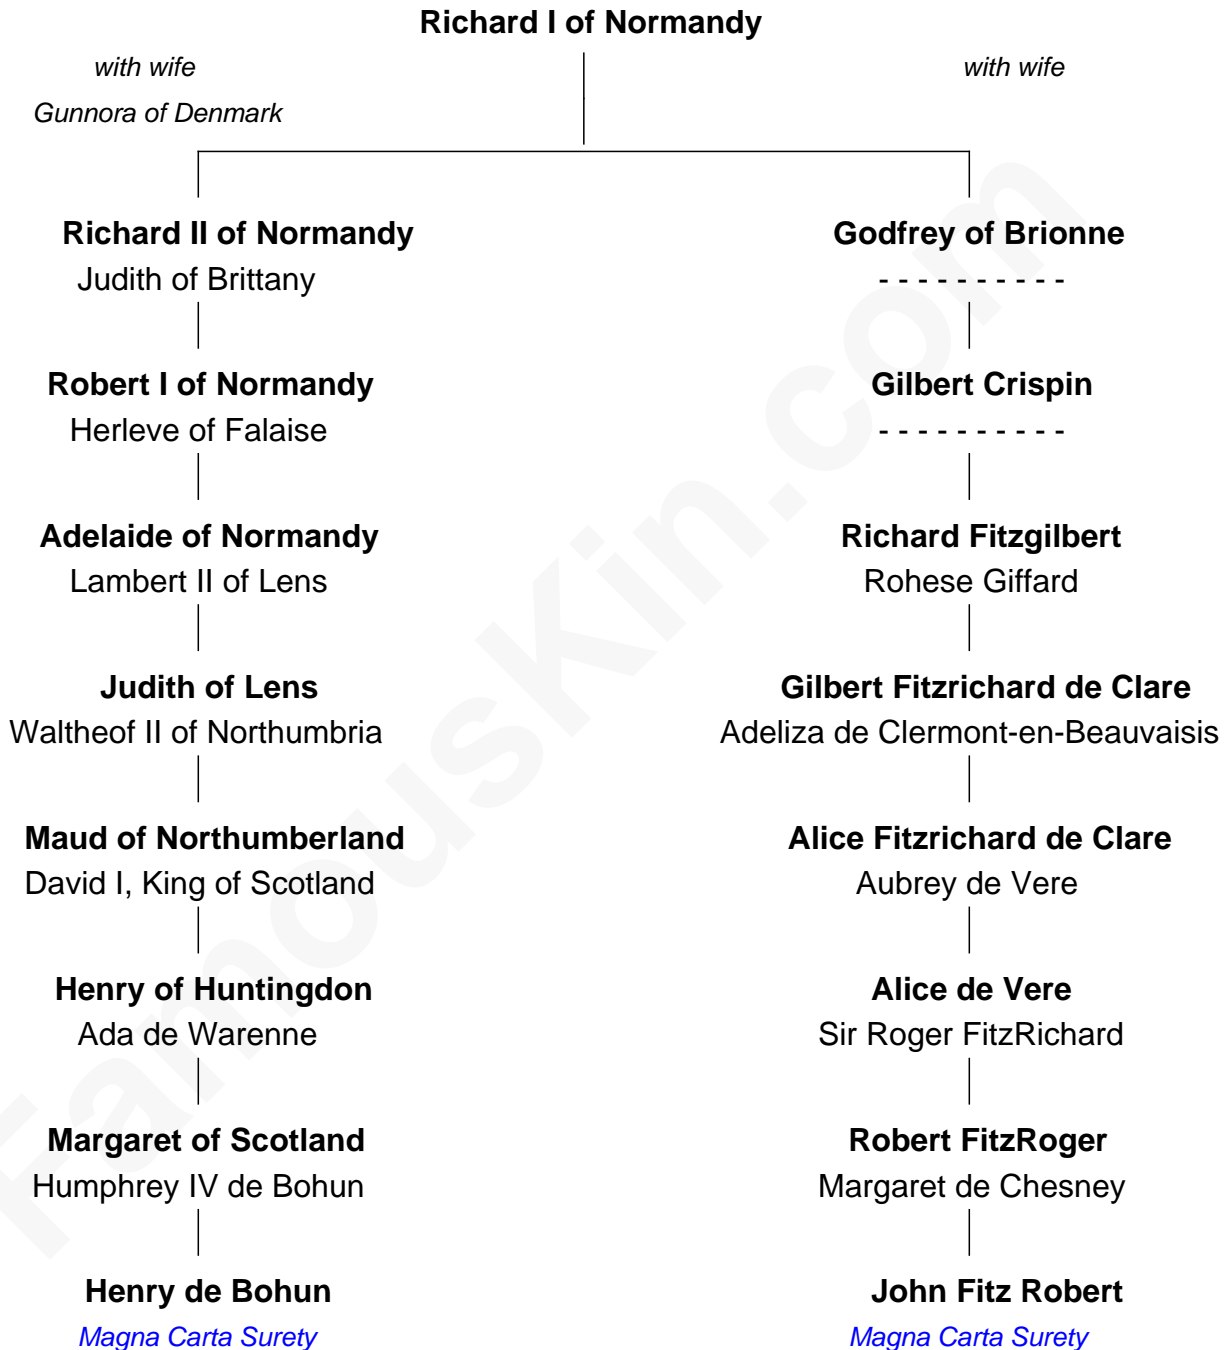 Richard I of Normandy
with wife
Gunnora of Denmark
with wife
Richard II of Normandy
Judith of Brittany
Godfrey of Brionne
- - - - - - - - - -
Robert I of Normandy
Herleve of Falaise
Gilbert Crispin
- - - - - - - - - -
Adelaide of Normandy
Lambert II of Lens
Richard Fitzgilbert
Rohese Giffard
Judith of Lens
Waltheof II of Northumbria
Gilbert Fitzrichard de Clare
Adeliza de Clermont-en-Beauvaisis
Maud of Northumberland
David I, King of Scotland
Alice Fitzrichard de Clare
Aubrey de Vere
Henry of Huntingdon
Ada de Warenne
Alice de Vere
Sir Roger FitzRichard
Margaret of Scotland
Humphrey IV de Bohun
Robert FitzRoger
Margaret de Chesney
Henry de Bohun
Magna Carta Surety
John Fitz Robert
Magna Carta Surety
FamousKin.com